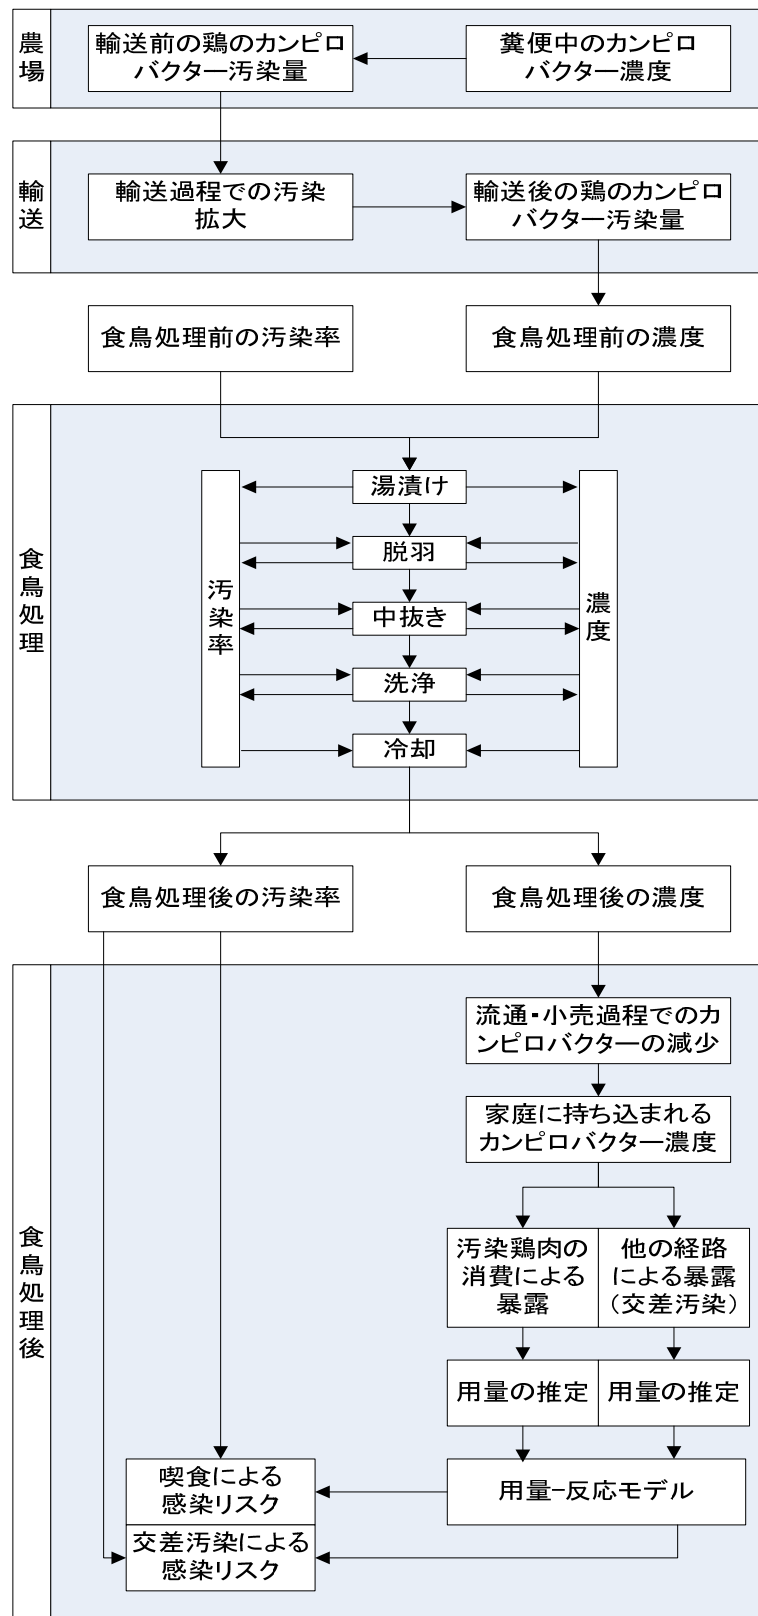 農場
輸送前の鶏のカンピロ
バクター汚染量
糞便中のカンピロ
バクター濃度
輸送
輸送過程での汚染
拡大
輸送後の鶏のカンピロ
バクター汚染量
食鳥処理前の汚染率
食鳥処理前の濃度
食鳥処理
汚染率
湯漬け
脱羽
中抜き
洗浄
冷却
濃度
食鳥処理後の汚染率
食鳥処理後の濃度
食鳥処理後
流通・小売過程でのカ
ンピロバクターの減少
家庭に持ち込まれる
カンピロバクター濃度
汚染鶏肉の
消費による
暴露
他の経路
による暴露
（交差汚染）
用量の推定
用量の推定
喫食による
感染リスク
用量-反応モデル
交差汚染による
感染リスク